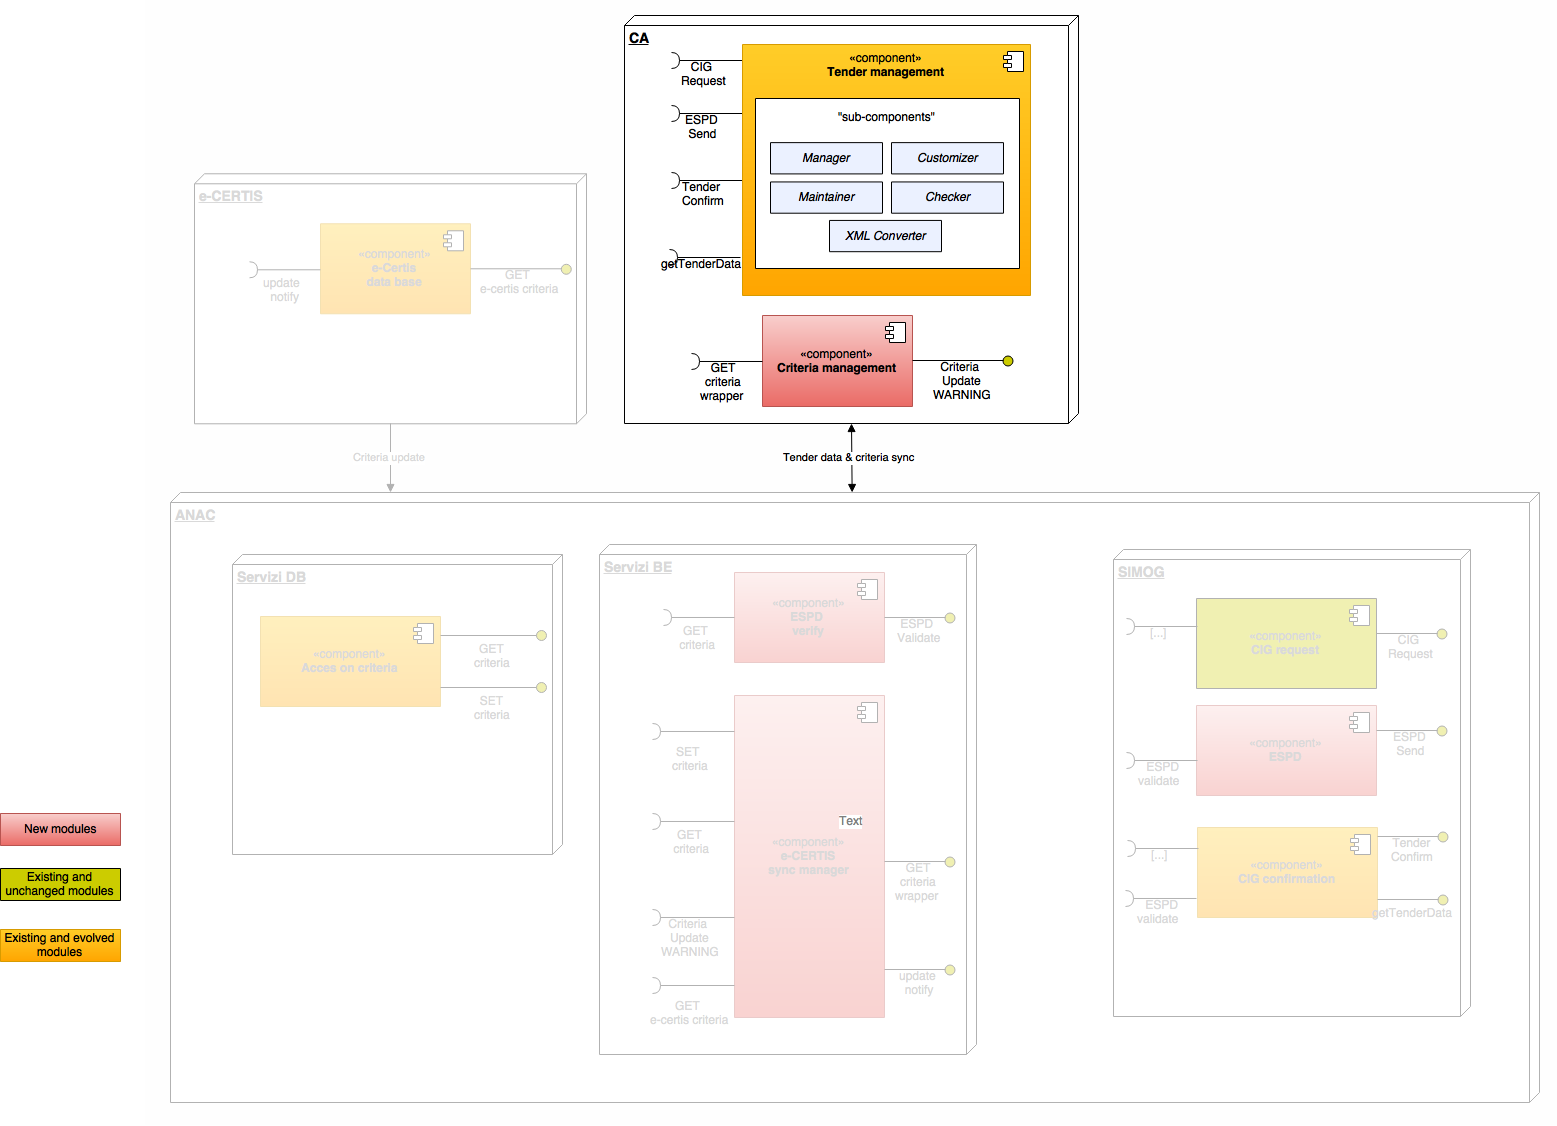 CA
CIG
Request
«component»
Tender management
ESPD
Send
"sub-components"
Manager
Customizer
Tender
Confirm
Maintainer
Checker
XML Converter
getTenderData
«component»
Criteria management
GET
criteria
wrapper
Criteria
Update
WARNING
e-CERTIS
«component»
e-Certis
data base
update
notify
GET
e-certis criteria
Criteria update
Tender data & criteria sync
ANAC
Servizi DB
«component»
Acces on criteria
GET
criteria
SET
criteria
Servizi BE
«component»
ESPD
verify
GET
criteria
ESPD
Validate
SET
criteria
GET
criteria
Text
«component»
e-CERTIS
sync manager
GET
criteria
wrapper
Criteria
Update
WARNING
update
notify
GET
e-certis criteria
SIMOG
[...]
«component»
CIG request
CIG
Request
«component»
ESPD
ESPD
Send
ESPD
validate
[...]
«component»
CIG confirmation
Tender
Confirm
ESPD
validate
getTenderData
New modules
Existing and
unchanged modules
Existing and evolved
modules